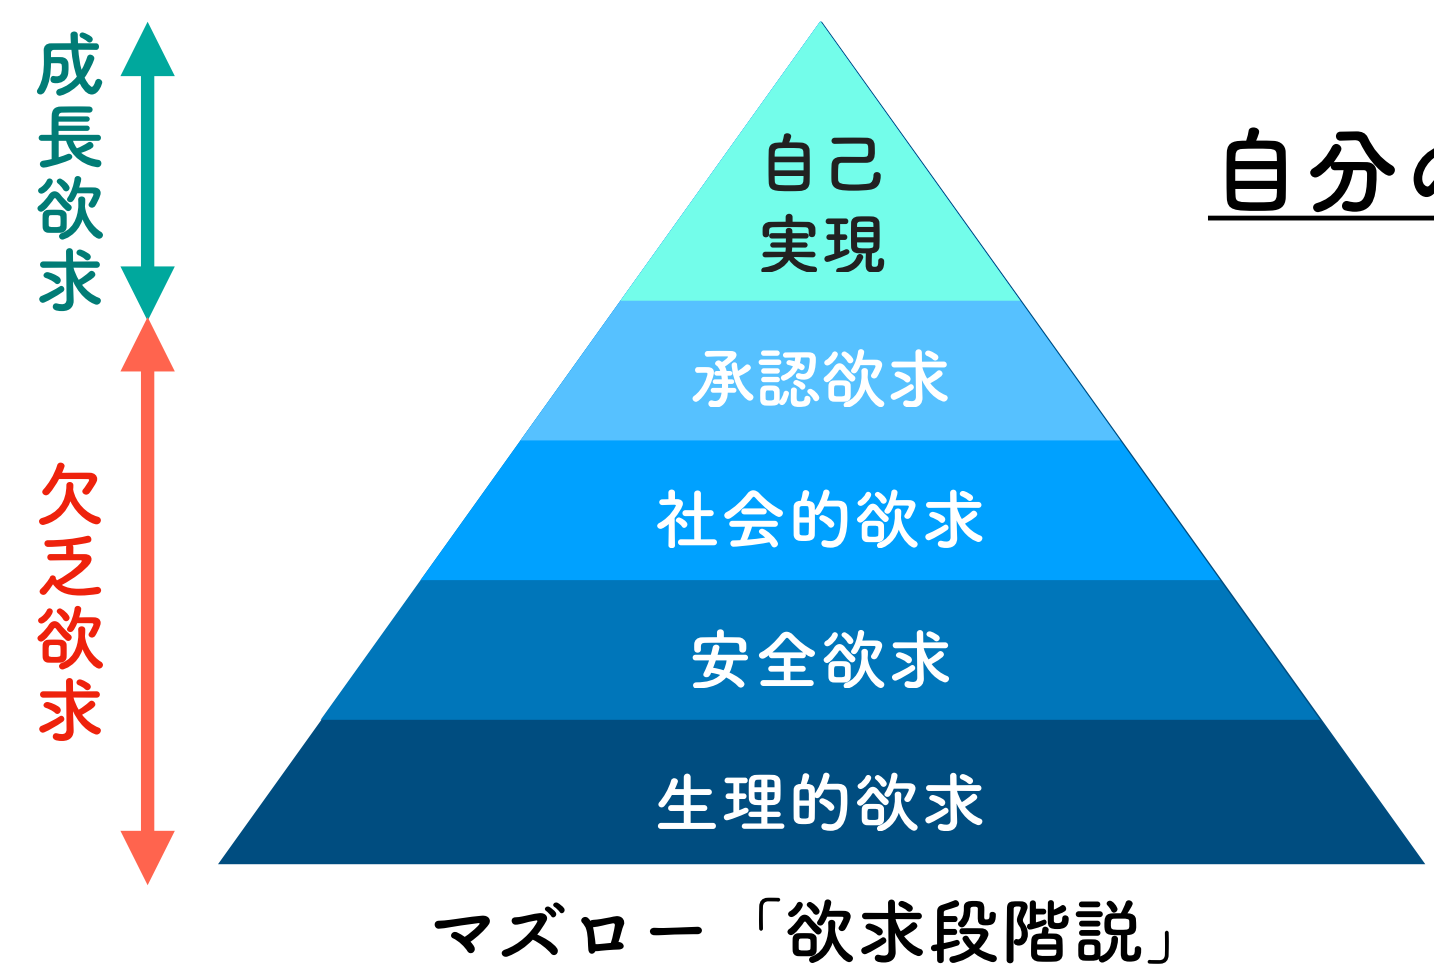 成長欲求
欠乏欲求
自己
実現
承認欲求
社会的欲求
安全欲求
生理的欲求
マズロー「欲求段階説」
自分の